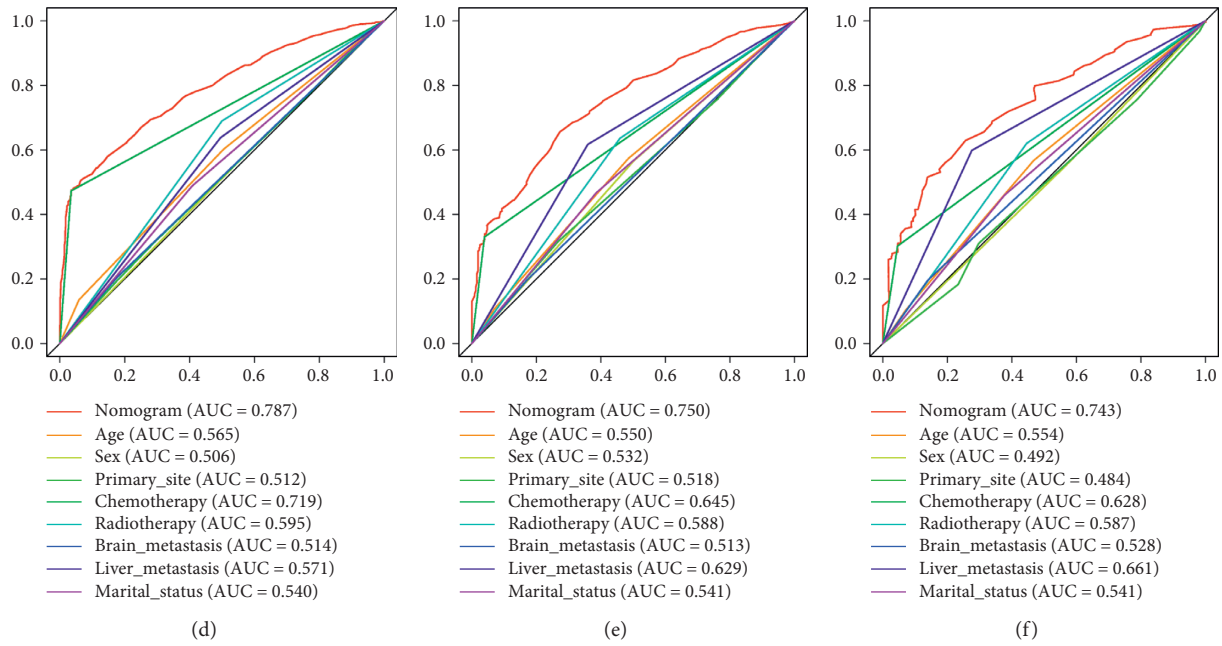 1.0
0.8
0.6
0.4
0.2
0.0
0.0 0.2 0.4 0.6 0.8 1.0
Nomogram (AUC = 0.787)
Age (AUC = 0.565)
Sex (AUC = 0.506)
Primary_site (AUC = 0.512)
Chemotherapy (AUC = 0.719)
Radiotherapy (AUC = 0.595)
Brain_metastasis (AUC = 0.514)
Liver_metastasis (AUC = 0.571)
Marital_status (AUC = 0.540)
(d)
1.0
0.8
0.6
0.4
0.2
0.0
0.0 0.2 0.4 0.6 0.8 1.0
Nomogram (AUC = 0.750)
Age (AUC = 0.550)
Sex (AUC = 0.532)
Primary_site (AUC = 0.518)
Chemotherapy (AUC = 0.645)
Radiotherapy (AUC = 0.588)
Brain_metastasis (AUC = 0.513)
Liver_metastasis (AUC = 0.629)
Marital_status (AUC = 0.541)
(e)
1.0
0.8
0.6
0.4
0.2
0.0
0.0 0.2 0.4 0.6 0.8 1.0
Nomogram (AUC = 0.743)
Age (AUC = 0.554)
Sex (AUC = 0.492)
Primary_site (AUC = 0.484)
Chemotherapy (AUC = 0.628)
Radiotherapy (AUC = 0.587)
Brain_metastasis (AUC = 0.528)
Liver_metastasis (AUC = 0.661)
Marital_status (AUC = 0.541)
(f)